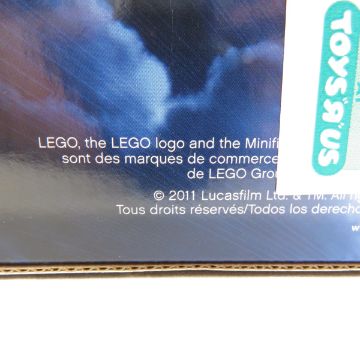 TOYS"R"US
LEGO, the LEGO logo and the Minifi
sont des marques de commerce
de LEGO Grou
© 2011 Lucasfilm Ltd. & TM. All rig
Tous droits réservés/Todos los derecho
w